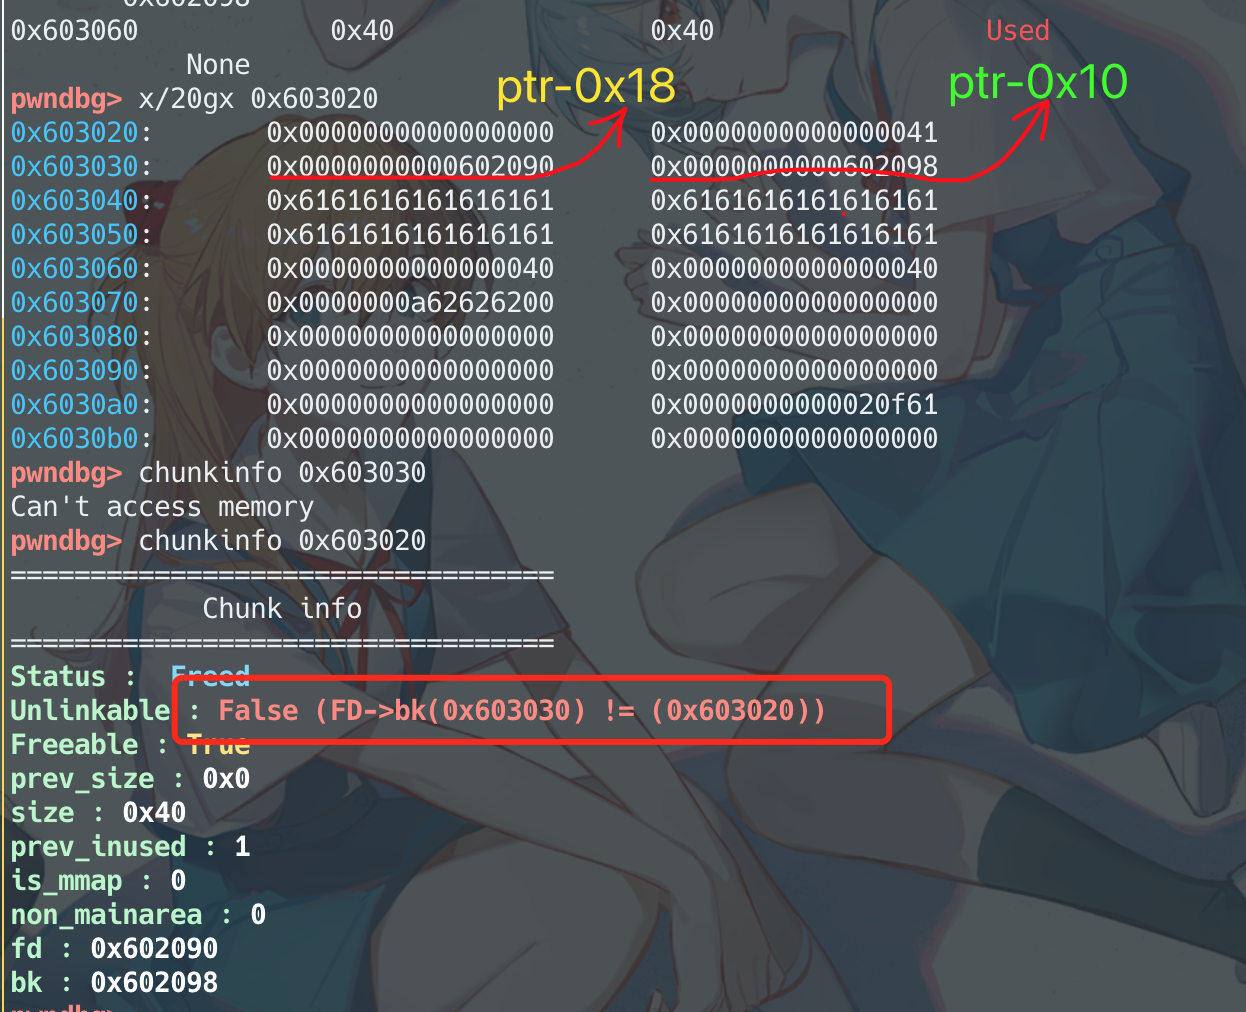 0x602098
0x603060 0x40 0x40 Used
None
ptr-0x18 ptr-0x10
pwndbg> x/20gx 0x603020
0x603020: 0x0000000000000000 0x0000000000000041
0x603030: 0x0000000000602090 0x0000000000602098
0x603040: 0x6161616161616161 0x6161616161616161
0x603050: 0x6161616161616161 0x6161616161616161
0x603060: 0x0000000000000040 0x0000000000000040
0x603070: 0x0000000a62626200 0x0000000000000000
0x603080: 0x0000000000000000 0x0000000000000000
0x603090: 0x0000000000000000 0x0000000000000000
0x6030a0: 0x0000000000000000 0x0000000000020f61
0x6030b0: 0x0000000000000000 0x0000000000000000
pwndbg> chunkinfo 0x603030
Can't access memory
pwndbg> chunkinfo 0x603020
==================================
Chunk info
==================================
Status : Freed
Unlinkable : False (FD->bk(0x603030) != (0x603020))
Freeable : True
prev_size : 0x0
size : 0x40
prev_inused : 1
is_mmap : 0
non_mainarea : 0
fd : 0x602090
bk : 0x602098
pwndbg>